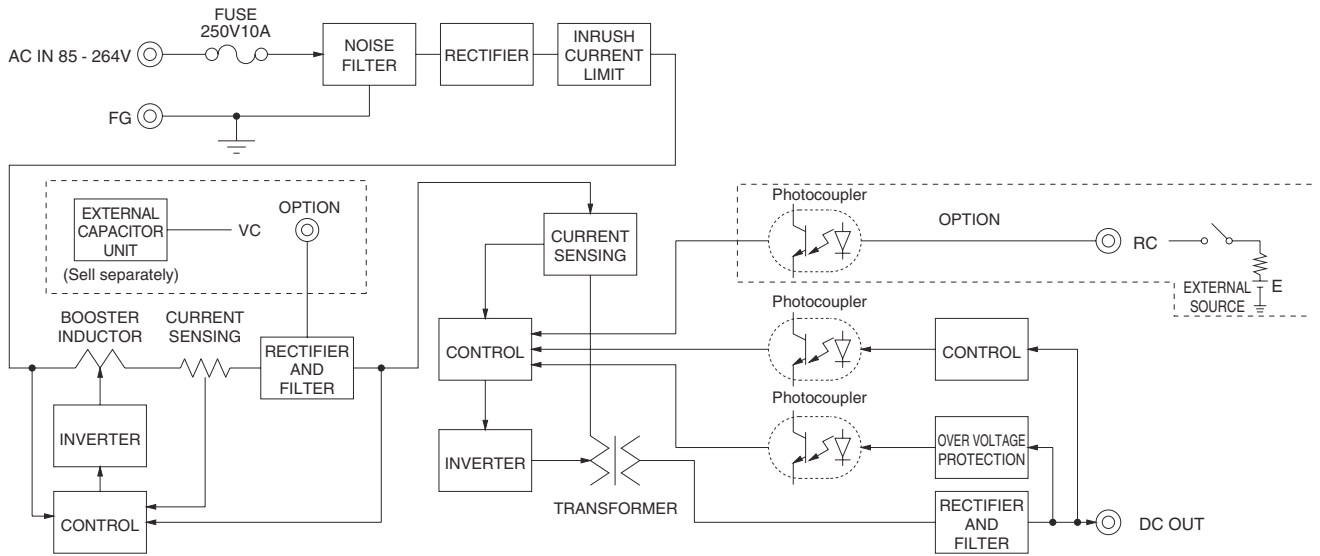 FUSE
250V10A
AC IN 85 - 264V
NOISE
FILTER
RECTIFIER
INRUSH
CURRENT
LIMIT
FG
EXTERNAL
CAPACITOR
UNIT
(Sell separately)
VC
OPTION
CURRENT
SENSING
Photocoupler
OPTION
RC
EXTERNAL
SOURCE
E
BOOSTER
INDUCTOR
CURRENT
SENSING
RECTIFIER
AND
FILTER
CONTROL
Photocoupler
CONTROL
INVERTER
Photocoupler
OVER VOLTAGE
PROTECTION
INVERTER
TRANSFORMER
CONTROL
RECTIFIER
AND
FILTER
DC OUT